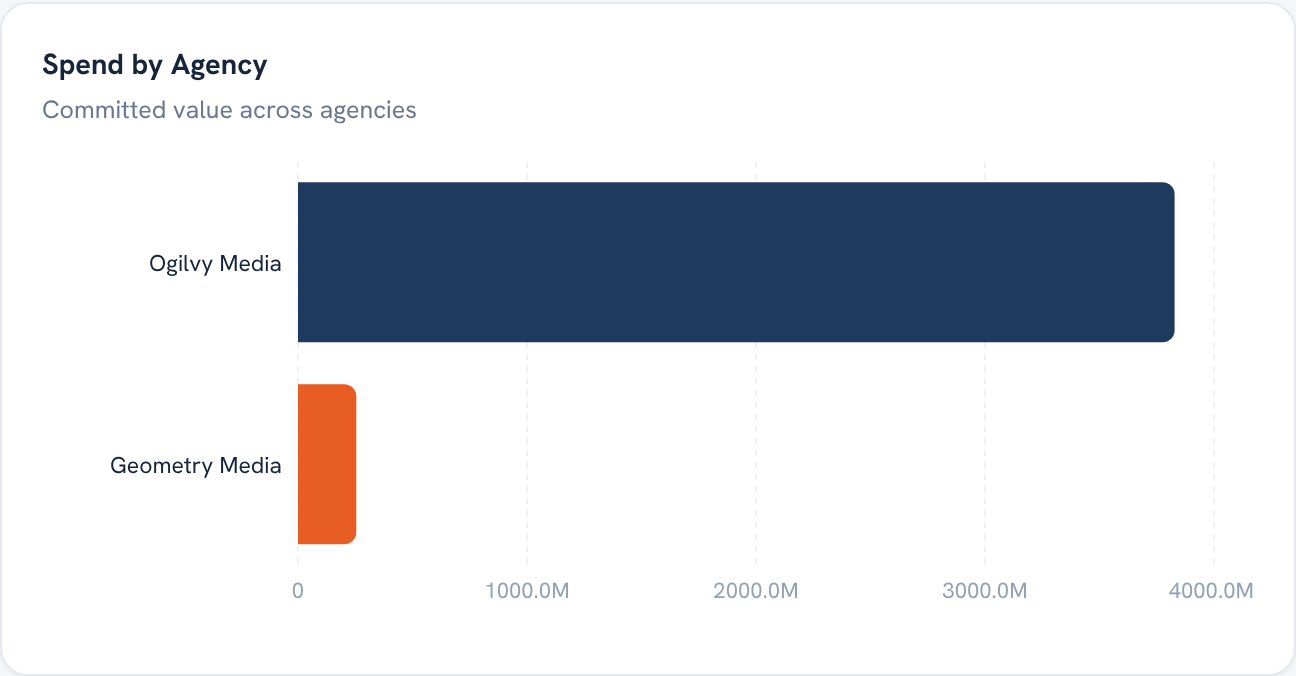 Spend by Agency
Committed value across agencies
Ogilvy Media
Geometry Media
0 1000.0M 2000.0M 3000.0M 4000.0M